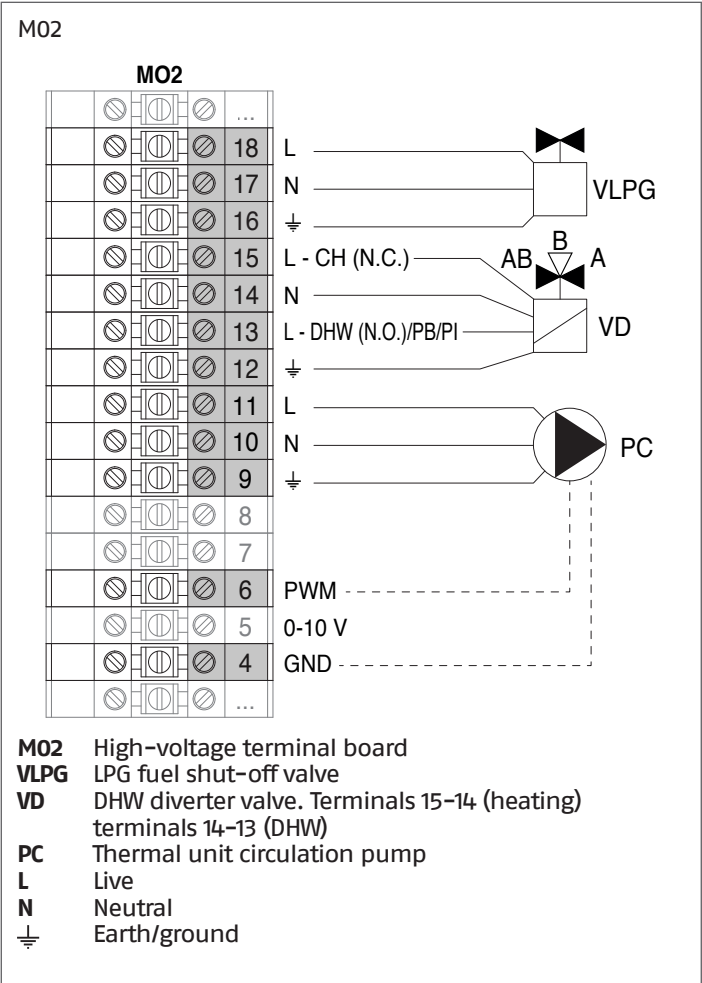 M02
MO2
...
18 L
17 N VLPG
16 ⏚
B
15 L - CH (N.C.) AB A
14 N
13 L - DHW (N.O.)/PB/PI VD
12 ⏚
11 L
10 N PC
9 ⏚
8
7
6 PWM
5 0-10 V
4 GND
...
M02 High-voltage terminal board
VLPG LPG fuel shut-off valve
VD DHW diverter valve. Terminals 15-14 (heating)
terminals 14-13 (DHW)
PC Thermal unit circulation pump
L Live
N Neutral
⏚ Earth/ground